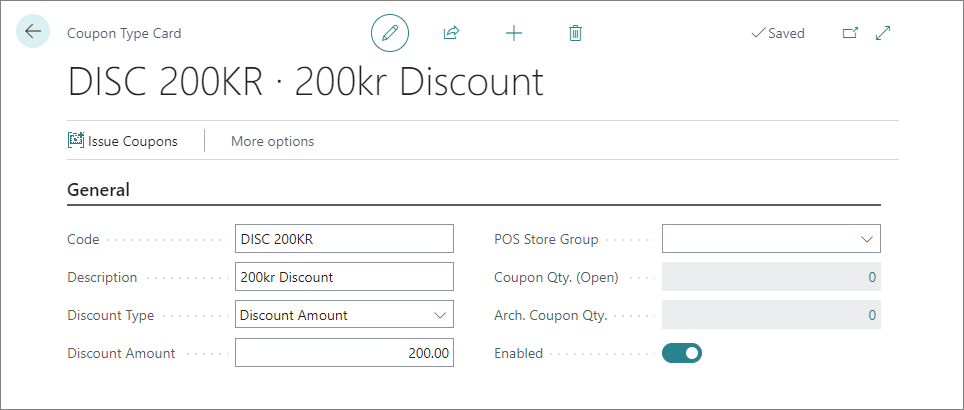 Coupon Type Card
Saved
DISC 200KR · 200kr Discount
Issue Coupons
More options
General
Code
DISC 200KR
Description
200kr Discount
Discount Type
Discount Amount
Discount Amount
200.00
POS Store Group
Coupon Qty. (Open)
0
Arch. Coupon Qty.
0
Enabled